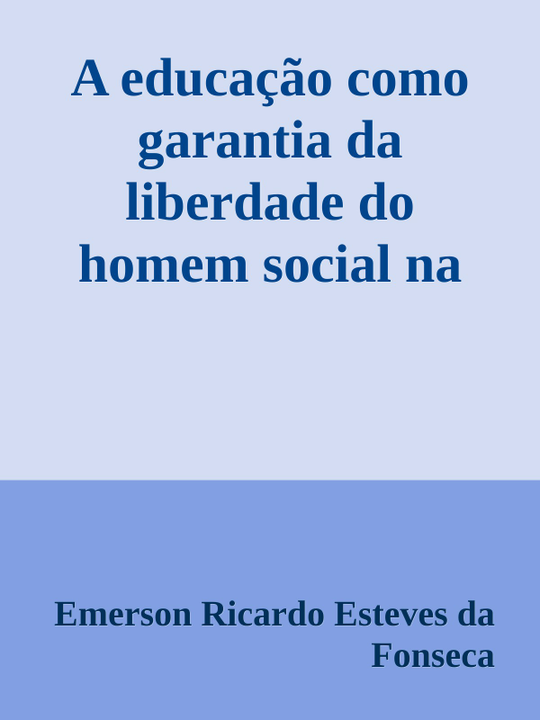 A educação como
garantia da
liberdade do
homem social na
Emerson Ricardo Esteves da
Fonseca